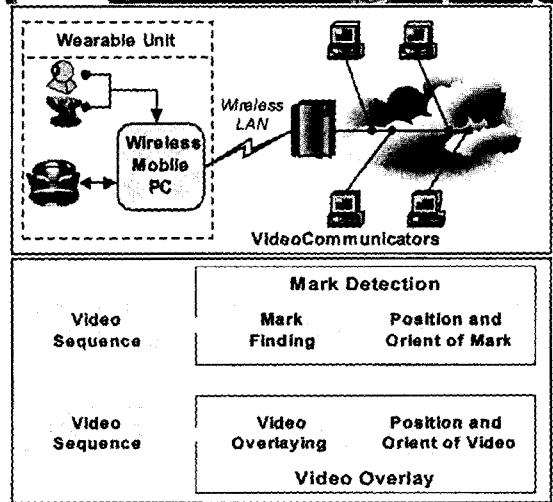 Wearable Unit
Wireless
LAN
Wireless
Mobile
PC
VideoCommunicators
Mark Detection
Video
Sequence
Mark
Finding
Position and
Orient of Mark
Video
Sequence
Video
Overlaying
Position and
Orient of Video
Video Overlay